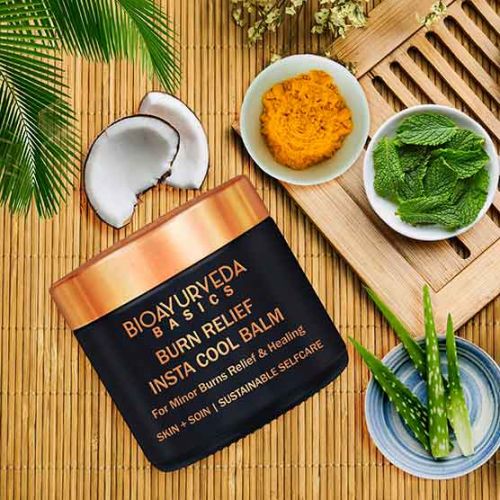 BIOAYURVEDA
BASICS
BURN RELIEF
INSTA COOL BALM
For Minor Burns Relief & Healing
SKIN + SOIN | SUSTAINABLE SELFCARE